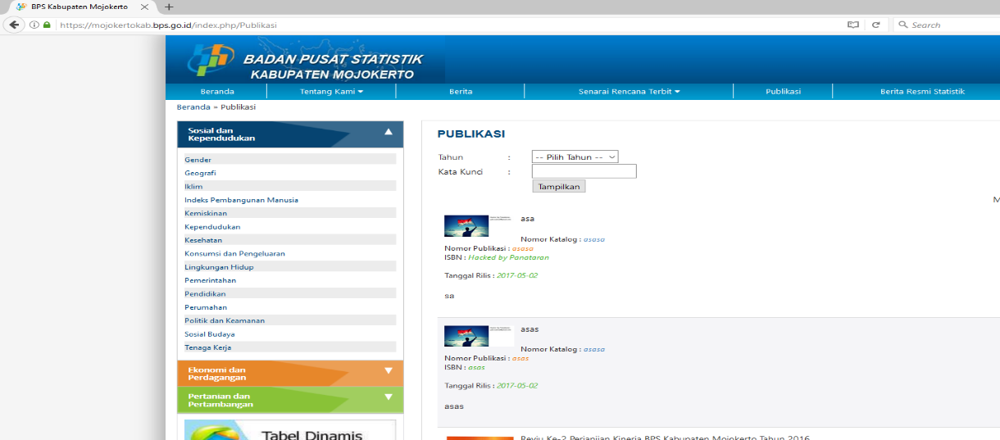 BPS Kabupaten Mojokerto
https://mojokertokab.bps.go.id/index.php/Publikasi
Search
BADAN PUSAT STATISTIK
KABUPATEN MOJOKERTO
Beranda Tentang Kami Berita Senarai Rencana Terbit Publikasi Berita Resmi Statistik
Beranda » Publikasi
Sosial dan
Kependudukan
Gender
Geografi
Iklim
Indeks Pembangunan Manusia
Kemiskinan
Kependudukan
Kesehatan
Konsumsi dan Pengeluaran
Lingkungan Hidup
Pemerintahan
Pendidikan
Perumahan
Politik dan Keamanan
Sosial Budaya
Tenaga Kerja
Ekonomi dan
Perdagangan
Pertanian dan
Pertambangan
Tabel Dinamis
PUBLIKASI
Tahun : -- Pilih Tahun --
Kata Kunci :
Tampilkan
M
asa
Nomor Katalog : asasa
Nomor Publikasi : asasa
ISBN : Hacked by Panataran
Tanggal Rilis : 2017-05-02
sa
asas
Nomor Katalog : asasa
Nomor Publikasi : asas
ISBN : asas
Tanggal Rilis : 2017-05-02
asas
Reviu Ke-2 Perjanjian Kinerja BPS Kabupaten Mojokerto Tahun 2016